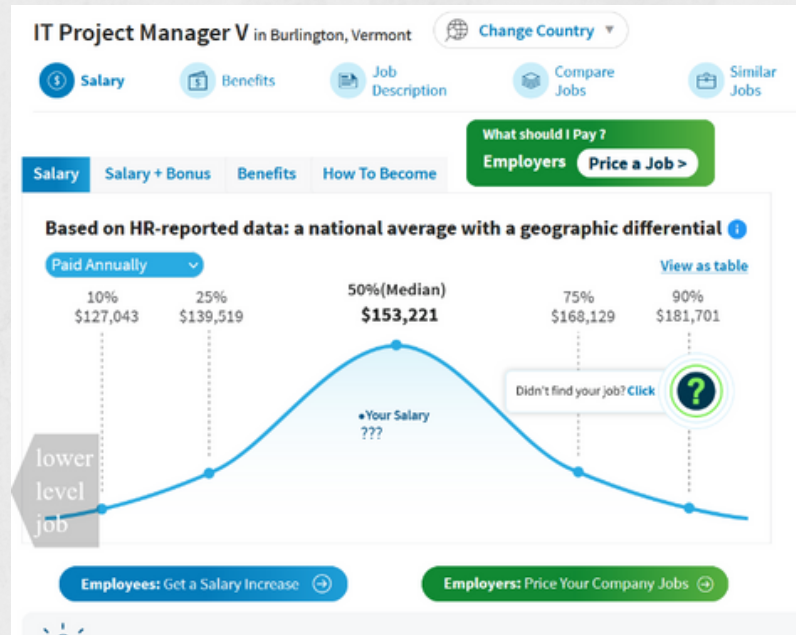 IT Project Manager V in Burlington, Vermont
Change Country
Salary
Benefits
Job
Description
Compare
Jobs
Similar
Jobs
What should I Pay ?
Employers Price a Job >
Salary
Salary + Bonus
Benefits
How To Become
Based on HR-reported data: a national average with a geographic differential
Paid Annually
View as table
10%
$127,043
25%
$139,519
50%(Median)
$153,221
75%
$168,129
90%
$181,701
Didn't find your job? Click
?
•Your Salary
???
lower
level
job
Employees: Get a Salary Increase
Employers: Price Your Company Jobs